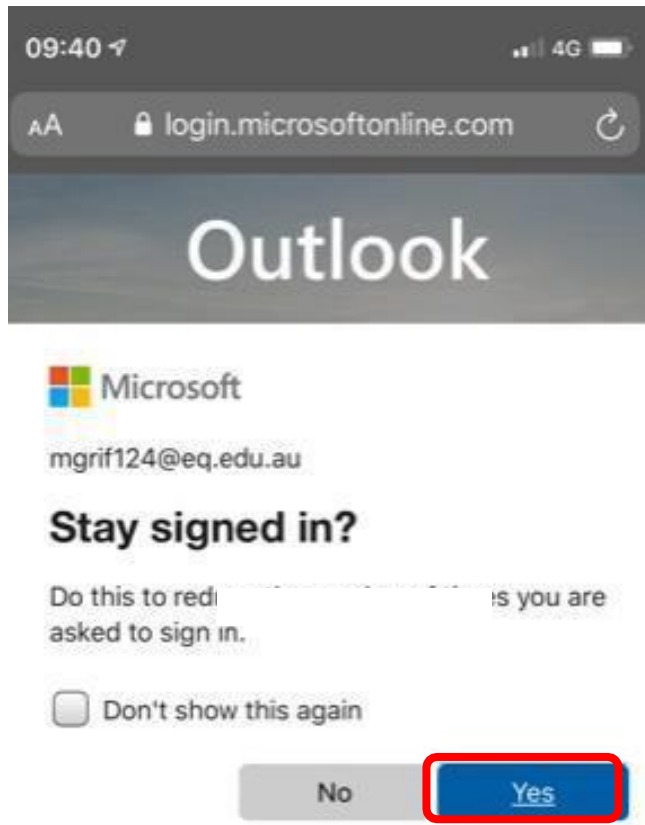 09:40 4G
AA login.microsoftonline.com
Outlook
Microsoft
mgrif124@eq.edu.au
Stay signed in?
Do this to you are
asked to sign in.
Don't show this again
No Yes